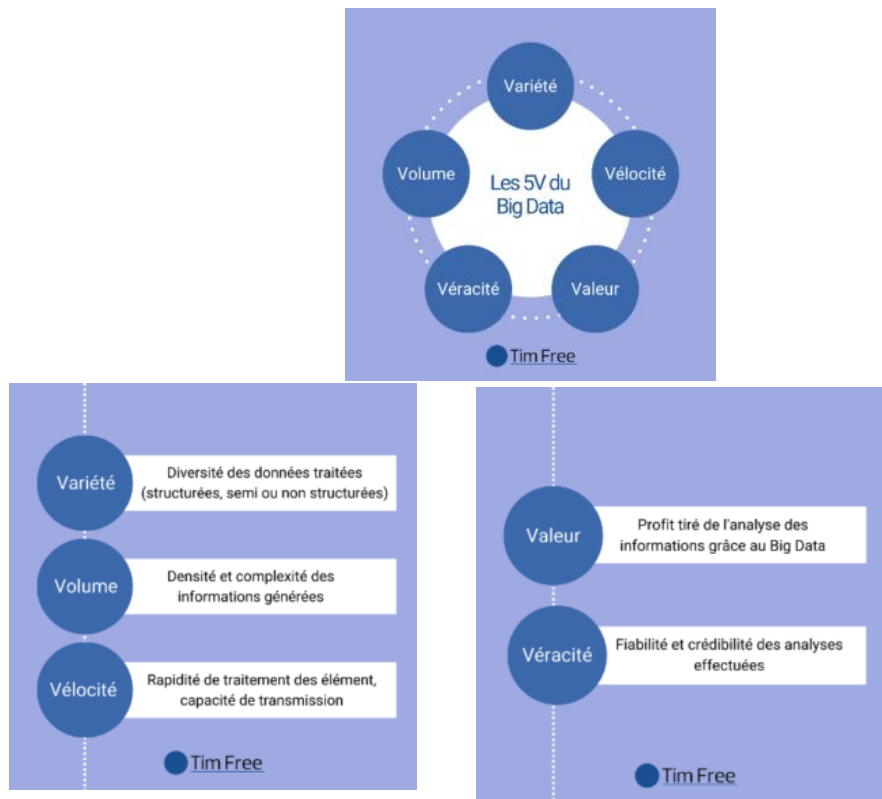 Variété
Volume
Vélocité
Les 5V du
Big Data
Véracité
Valeur
Tim Free
Variété
Diversité des données traitées
(structurées, semi ou non structurées)
Volume
Densité et complexité des
informations générées
Vélocité
Rapidité de traitement des élément,
capacité de transmission
Tim Free
Valeur
Profit tiré de l'analyse des
informations grâce au Big Data
Véracité
Fiabilité et crédibilité des analyses
effectuées
Tim Free